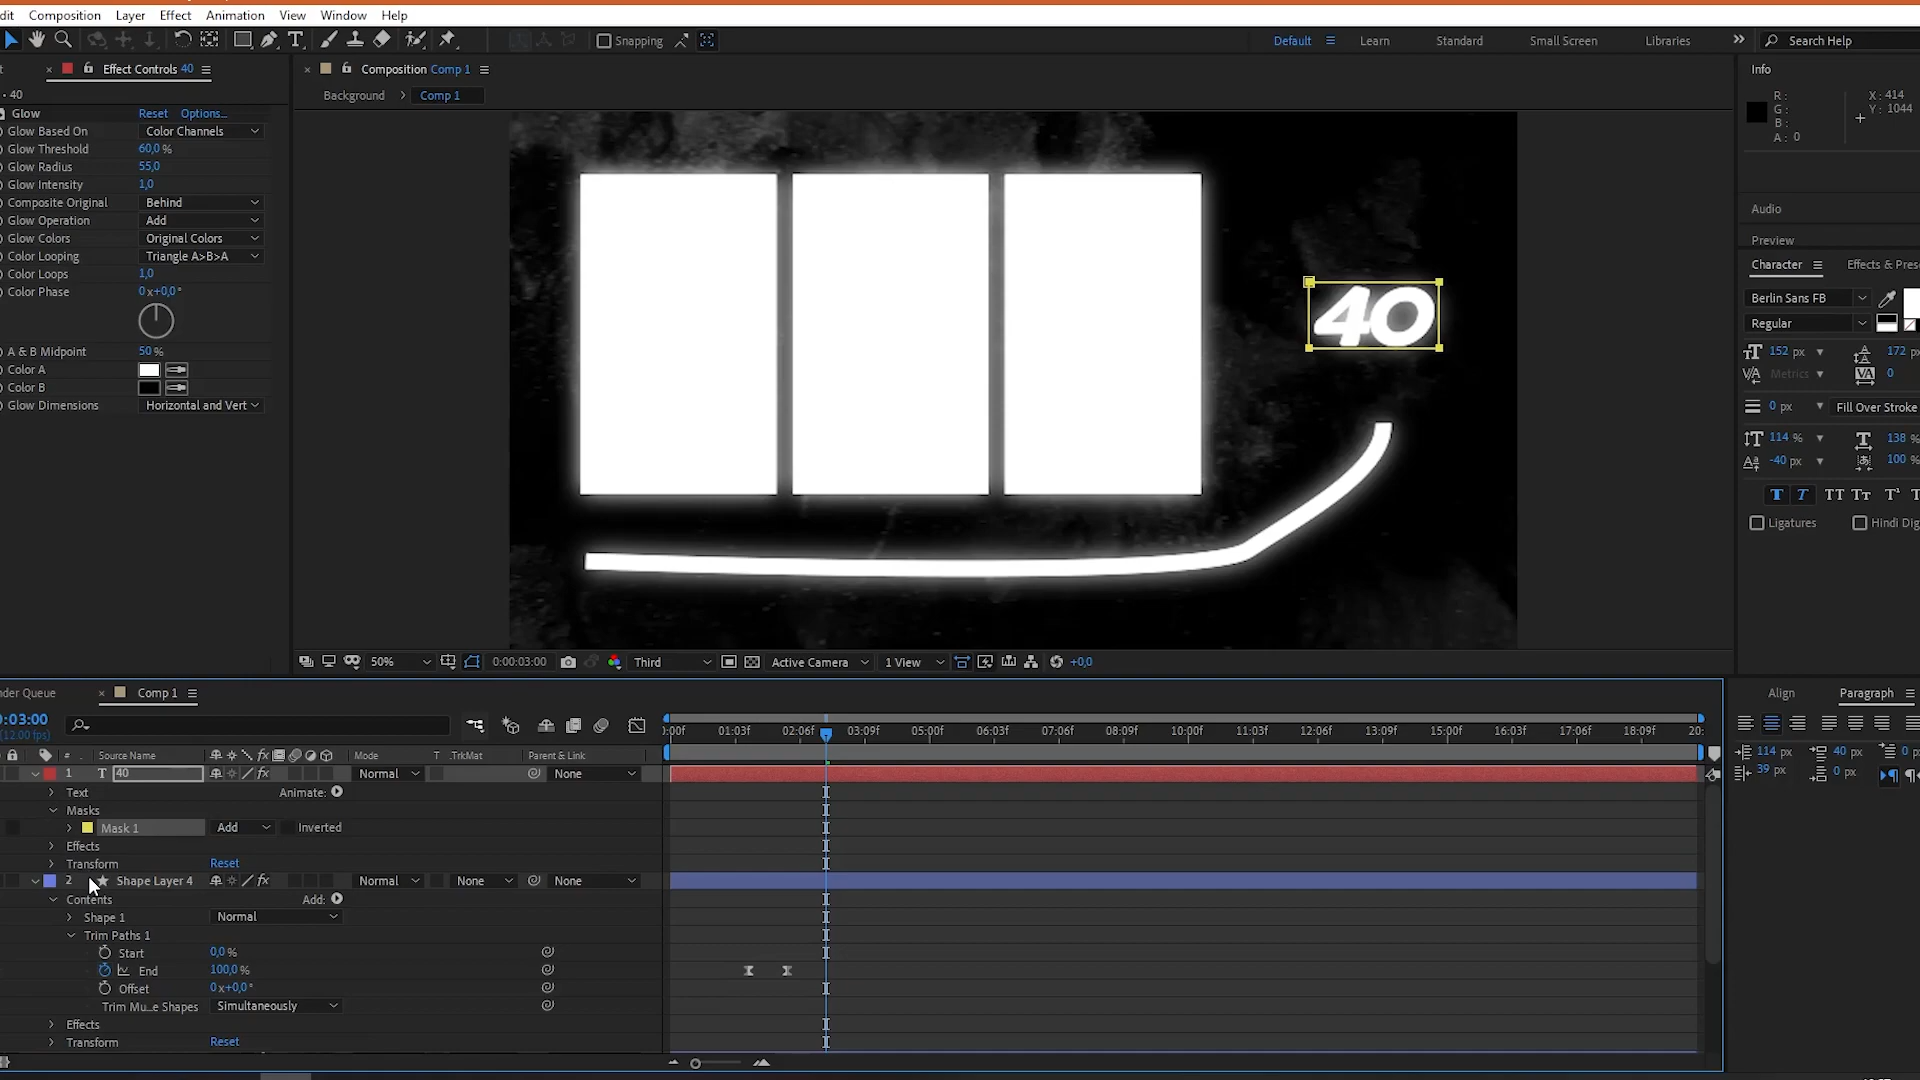 dit Composition Layer Effect Animation View Window Help
Snapping Default Learn Standard Small Screen Libraries Search Help
Effect Controls 40
Composition Comp 1
Info
40
Background Comp 1
R :
G :
B :
A : 0
X : 414
Y : 1044
Glow Reset Options...
Glow Based On Color Channels
Glow Threshold 60,0 %
Glow Radius 55,0
Glow Intensity 1,0
Composite Original Behind
Glow Operation Add
Glow Colors Original Colors
Color Looping Triangle A>B>A
Color Loops 1,0
Color Phase 0x+0,0°
A & B Midpoint 50 %
Color A
Color B
Glow Dimensions Horizontal and Vert
40
Audio
Preview
Character Effects & Pres
Berlin Sans FB
Regular
152 px 172 px
Metrics 0
0 px Fill Over Stroke
114 % 138 %
-40 px 100 %
T T TT Tt T¹ T
Ligatures Hindi Dig
50% 0:00:03:00 Third Active Camera 1 View +0,0
nder Queue Comp 1
Align Paragraph
0:03:00
(12.00 fps)
:00f 01:03f 02:06f 03:09f 05:00f 06:03f 07:06f 08:09f 10:00f 11:03f 12:06f 13:09f 15:00f 16:03f 17:06f 18:09f 20:
# Source Name Mode T .TrkMat Parent & Link
114 px 40 px 0 p
39 px 0 px
1 T 40 Normal None
Text Animate:
Masks
Mask 1 Add Inverted
Effects
Transform Reset
2 Shape Layer 4 Normal None None
Contents Add:
Shape 1 Normal
Trim Paths 1
Start 0,0 %
End 100,0 %
Offset 0x+0,0°
Trim Mu...e Shapes Simultaneously
Effects
Transform Reset